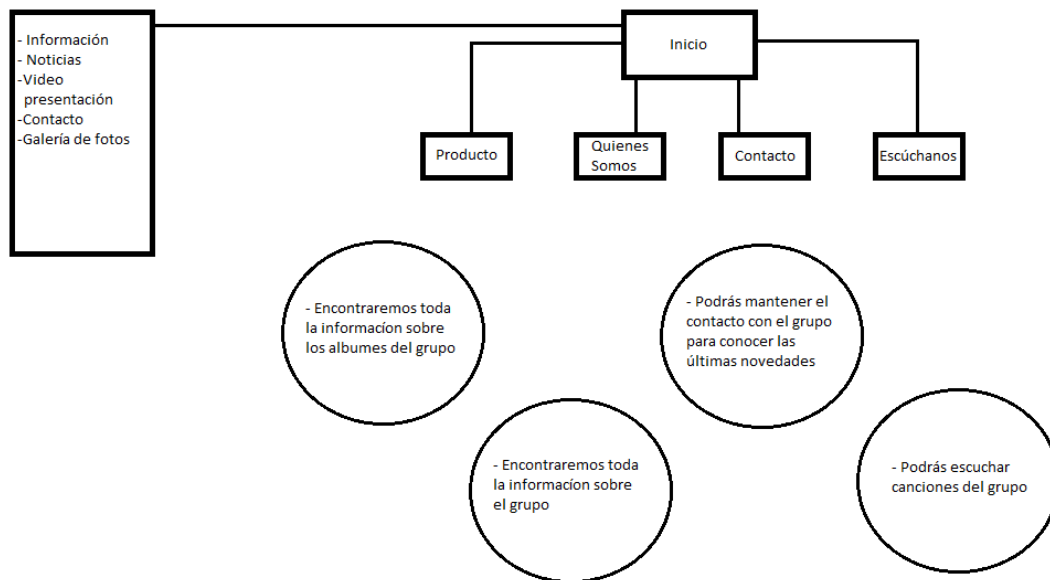 - Información
- Noticias
-Video
presentación
-Contacto
-Galería de fotos
Inicio
Producto
Quienes
Somos
Contacto
Escúchanos
- Encontraremos toda
la informacíon sobre
los albumes del grupo
- Podrás mantener el
contacto con el grupo
para conocer las
últimas novedades
- Encontraremos toda
la informacíon sobre
el grupo
- Podrás escuchar
canciones del grupo